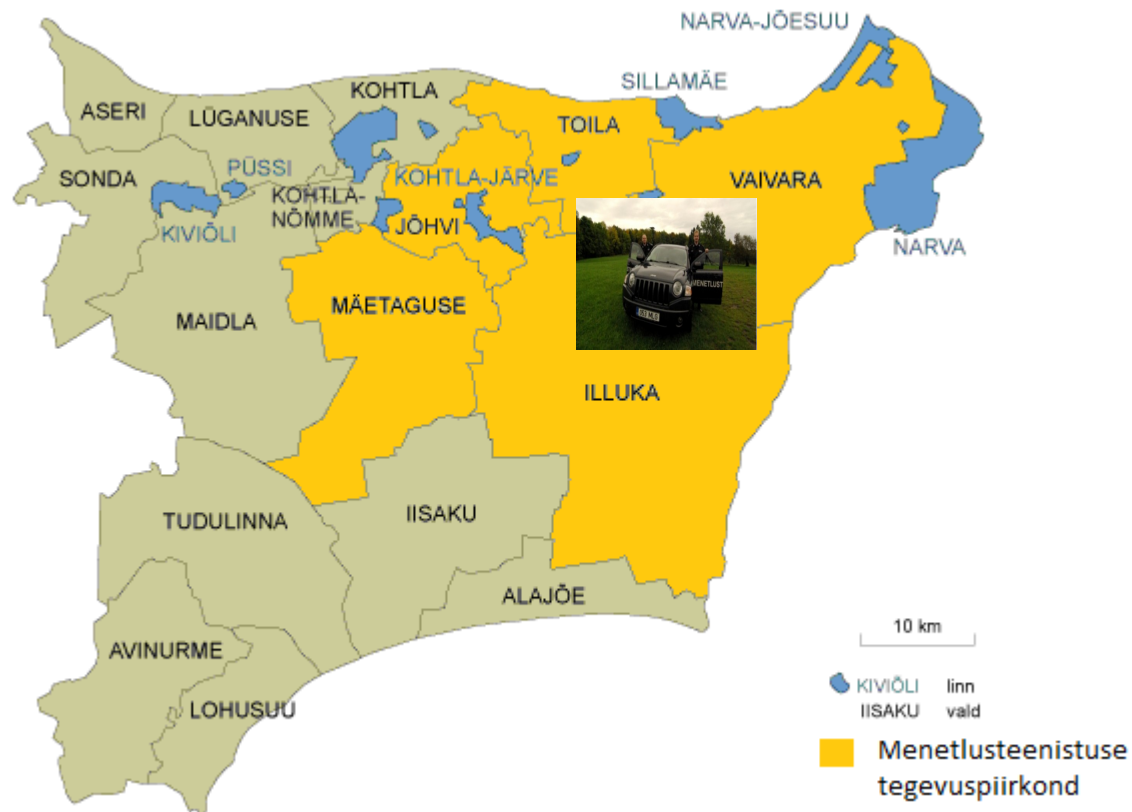 NARVA-JÕESUU
SILLAMÄE
KOHTLA
ASERI
LÜGANUSE
TOILA
PÜSSI
SONDA
KOHTLA-JÄRVE
VAIVARA
KOHTLA-
NÕMME
JÕHVI
KIVIÕLI
NARVA
MENETLUST
MÄETAGUSE
MAIDLA
ILLUKA
IISAKU
TUDULINNA
ALAJÕE
AVINURME
LOHUSUU
10 km
KIVIÕLI linn
IISAKU vald
Menetlusteenistuse
tegevuspiirkond